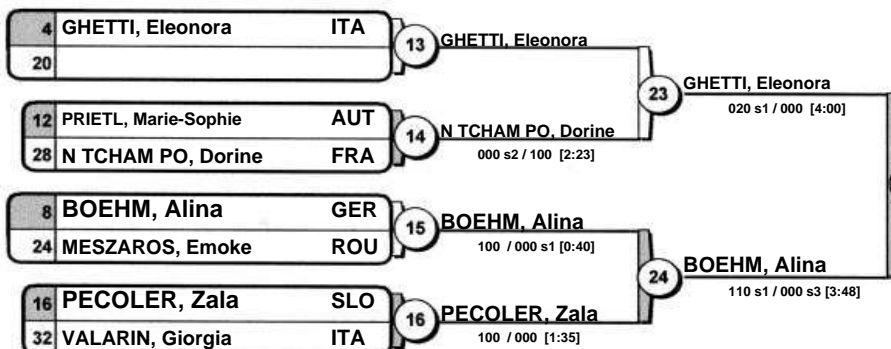 4 GHETTI, Eleonora ITA
20
13 GHETTI, Eleonora
12 PRIETL, Marie-Sophie AUT
28 N TCHAM PO, Dorine FRA
14 N TCHAM PO, Dorine
000 s2 / 100 [2:23]
23 GHETTI, Eleonora
020 s1 / 000 [4:00]
8 BOEHM, Alina GER
24 MESZAROS, Emoke ROU
15 BOEHM, Alina
100 / 000 s1 [0:40]
16 PECOLER, Zala SLO
32 VALARIN, Giorgia ITA
16 PECOLER, Zala
100 / 000 [1:35]
24 BOEHM, Alina
110 s1 / 000 s3 [3:48]